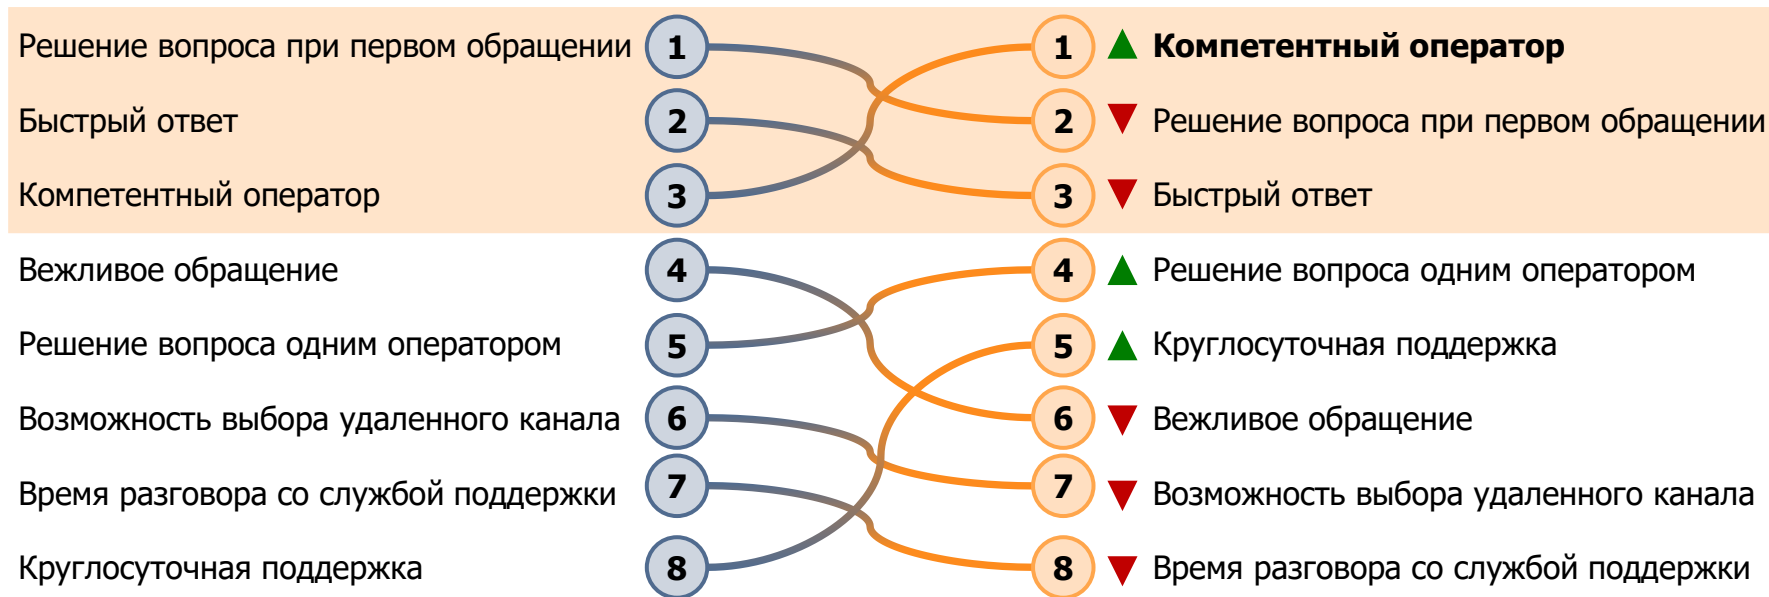 Решение вопроса при первом обращении 1 1 ▲ Компетентный оператор
Быстрый ответ 2 2 ▼ Решение вопроса при первом обращении
Компетентный оператор 3 3 ▼ Быстрый ответ
Вежливое обращение 4 4 ▲ Решение вопроса одним оператором
Решение вопроса одним оператором 5 5 ▲ Круглосуточная поддержка
Возможность выбора удаленного канала 6 6 ▼ Вежливое обращение
Время разговора со службой поддержки 7 7 ▼ Возможность выбора удаленного канала
Круглосуточная поддержка 8 8 ▼ Время разговора со службой поддержки